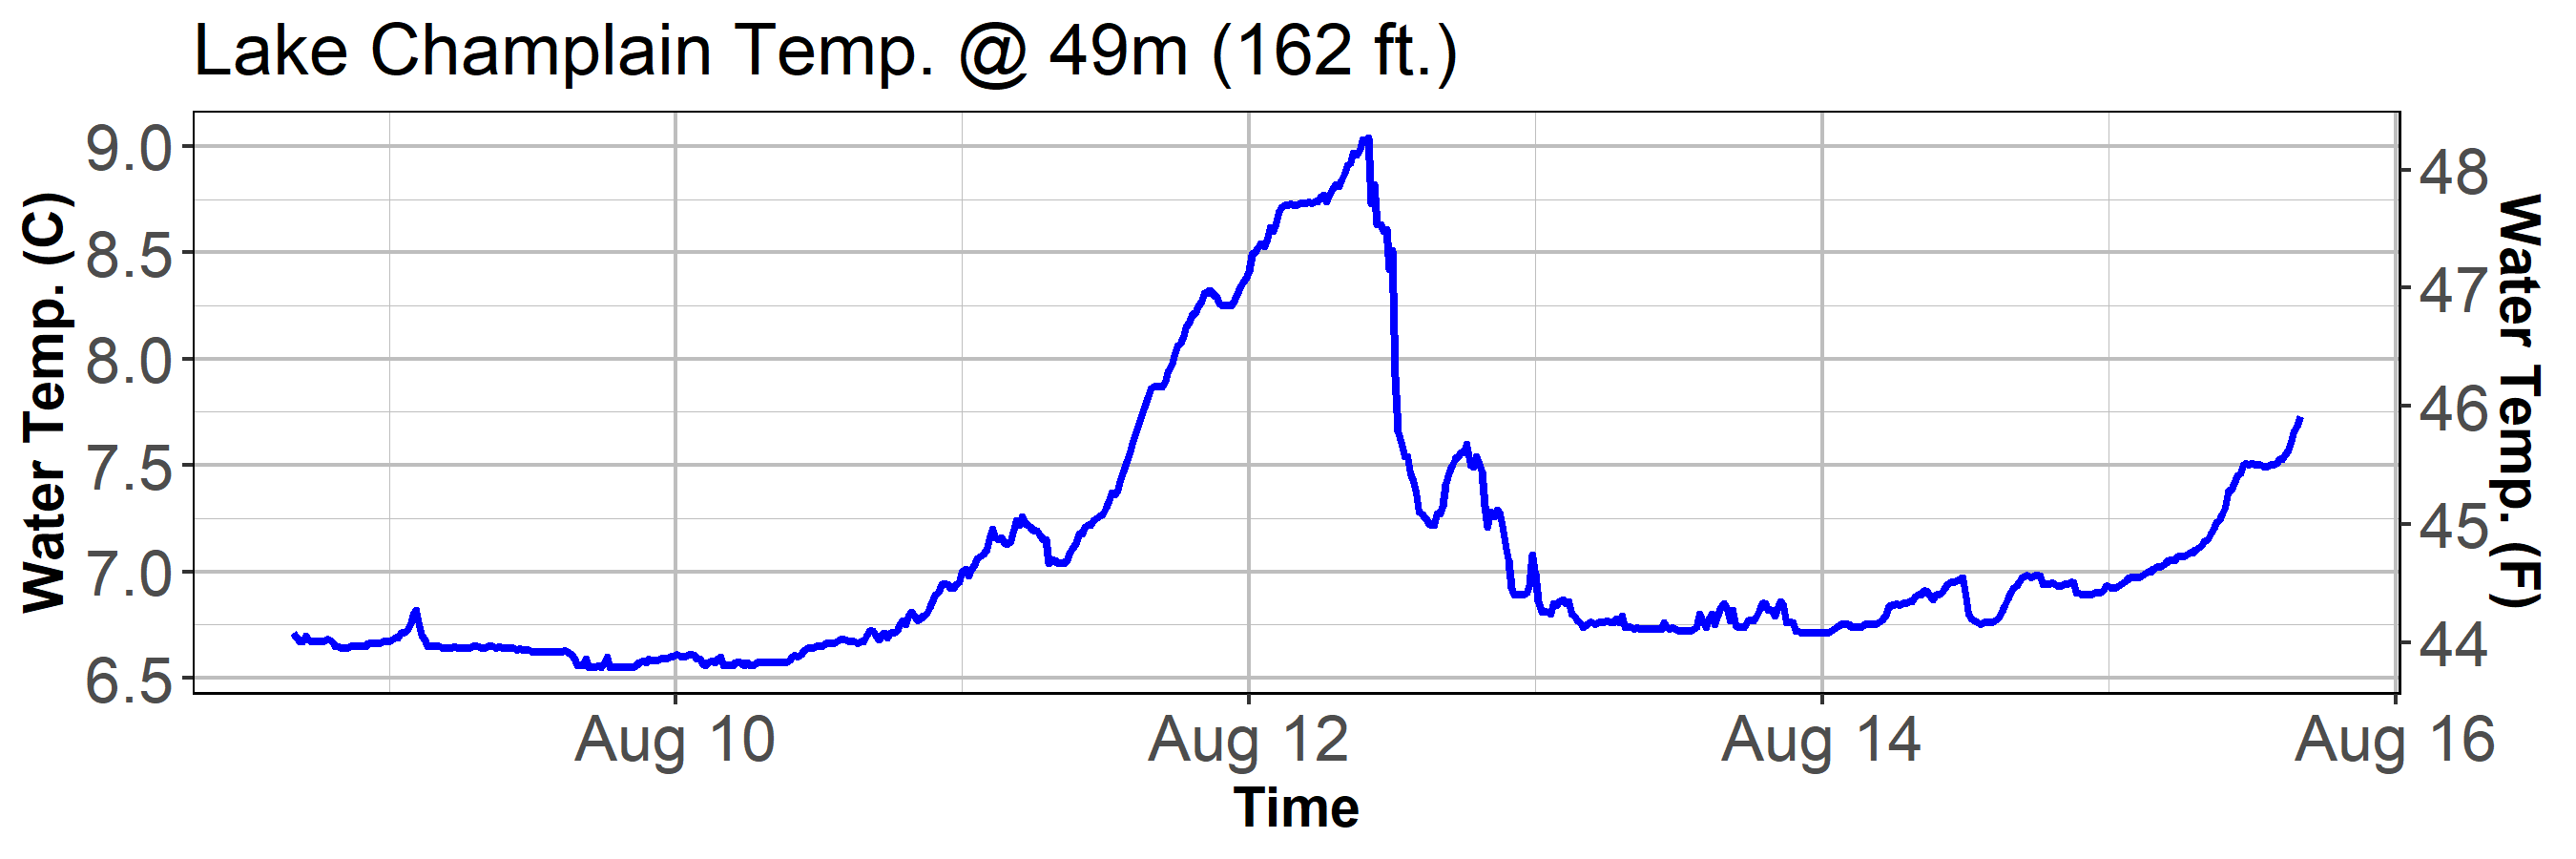 Lake Champlain Temp. @ 49m (162 ft.)
Water Temp. (C)
9.0
8.5
8.0
7.5
7.0
6.5
48
47
46
45
44
Water Temp. (F)
Aug 10 Aug 12 Aug 14 Aug 16
Time